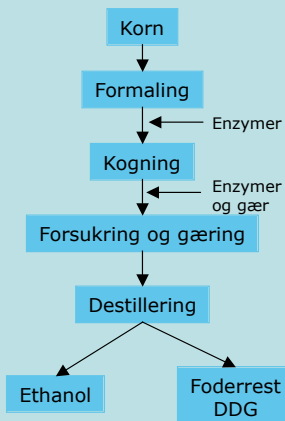 Korn
Formaling
Enzymer
Kogning
Enzymer
og gær
Forsukring og gæring
Destillering
Ethanol
Foderrest
DDG